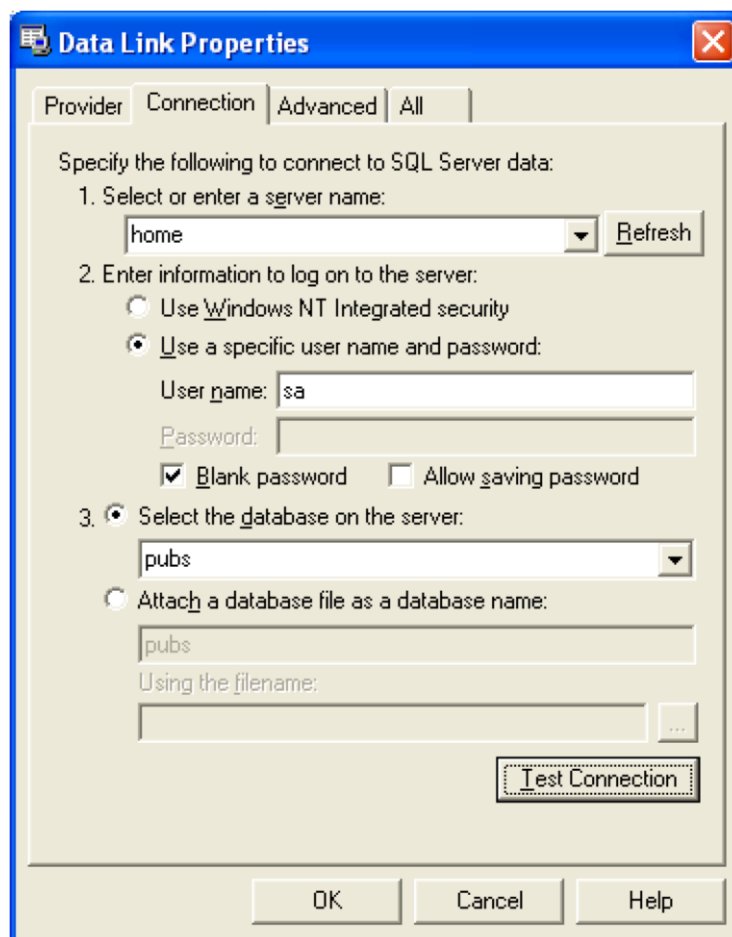 Data Link Properties
Provider Connection Advanced All
Specify the following to connect to SQL Server data:
1. Select or enter a server name:
home Refresh
2. Enter information to log on to the server:
Use Windows NT Integrated security
Use a specific user name and password:
User name: sa
Password:
Blank password Allow saving password
3. Select the database on the server:
pubs
Attach a database file as a database name:
pubs
Using the filename:
...
Test Connection
OK Cancel Help